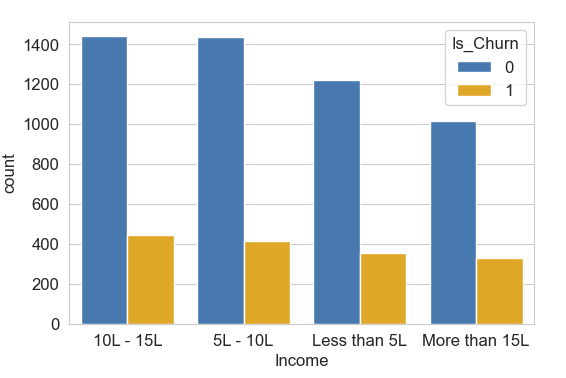 Is_Churn
0
1
1400
1200
1000
800
600
400
200
0
count
10L - 15L
5L - 10L
Less than 5L
More than 15L
Income